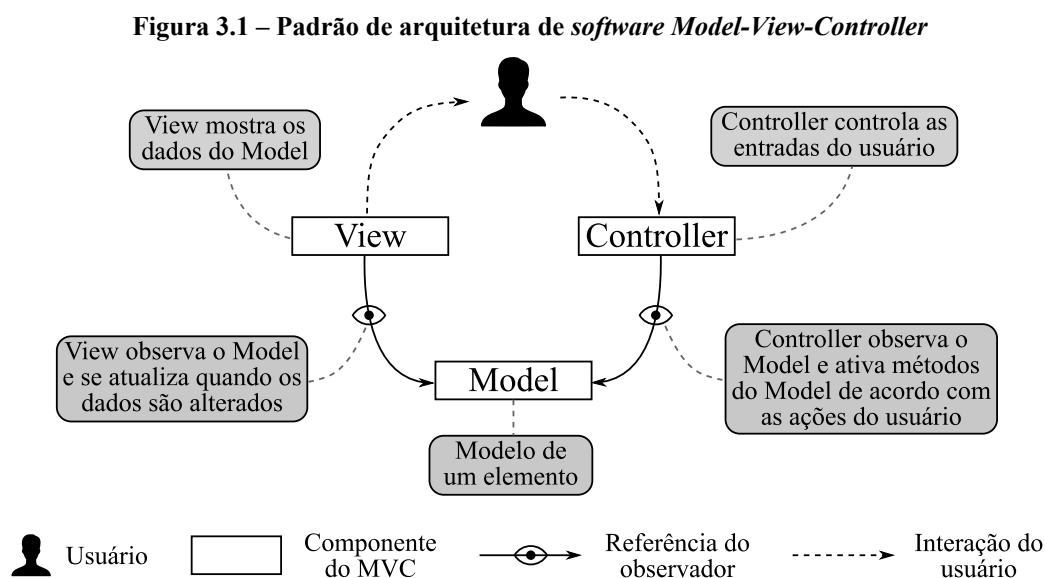 Figura 3.1 – Padrão de arquitetura de software Model-View-Controller
View mostra os
dados do Model
Controller controla as
entradas do usuário
View
Controller
View observa o Model
e se atualiza quando os
dados são alterados
Model
Controller observa o
Model e ativa métodos
do Model de acordo com
as ações do usuário
Modelo de
um elemento
Usuário
Componente
do MVC
Referência do
observador
Interação do
usuário